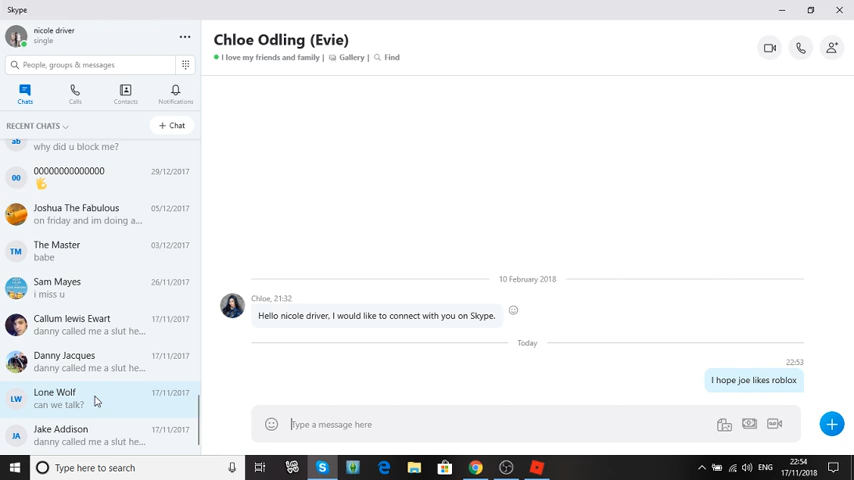 Skype
nicole driver
single
People, groups & messages
Chats
Calls
Contacts
Notifications
RECENT CHATS
+ Chat
ab
why did u block me?
00
00000000000000
29/12/2017
Joshua The Fabulous
05/12/2017
on friday and im doing a...
TM
The Master
03/12/2017
babe
Sam Mayes
26/11/2017
i miss u
Callum lewis Ewart
17/11/2017
danny called me a slut he...
Danny Jacques
17/11/2017
danny called me a slut he...
LW
Lone Wolf
17/11/2017
can we talk?
JA
Jake Addison
17/11/2017
danny called me a slut he...
Chloe Odling (Evie)
I love my friends and family | Gallery | Find
10 February 2018
Chloe, 21:32
Hello nicole driver, I would like to connect with you on Skype.
Today
22:53
I hope joe likes roblox
Type a message here
Type here to search
ENG
22:54
17/11/2018